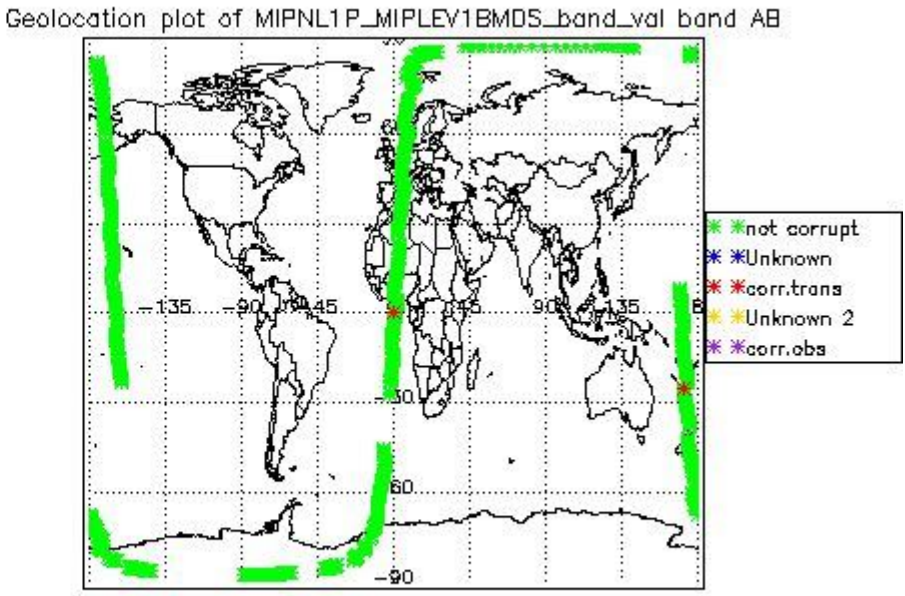 Geolocation plot of MIPNL1P_MIPLEV1BMDS_band_val band AB
-135
-90
-45
45
90
135
-30
-60
-90
not corrupt
Unknown
corr.trans
Unknown 2
corr.obs